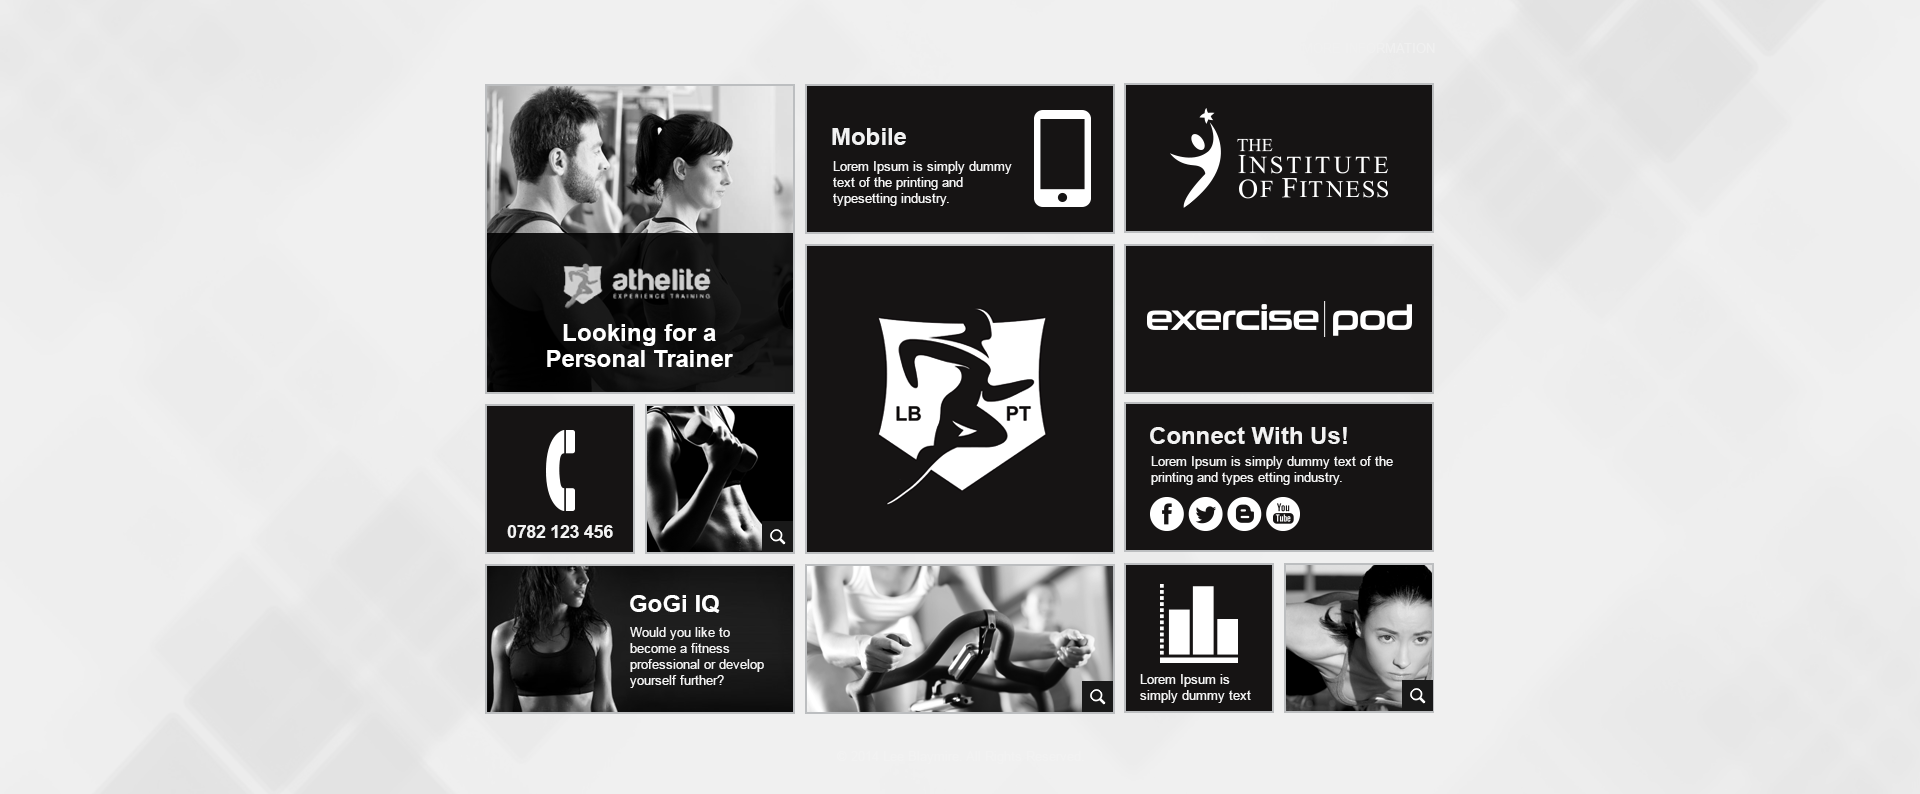 athelite
EXPERIENCE TRAINING
Looking for a
Personal Trainer
Mobile
Lorem Ipsum is simply dummy
text of the printing and
typesetting industry.
THE
INSTITUTE
OF FITNESS
LB
PT
exercise|pod
0782 123 456
Connect With Us!
Lorem Ipsum is simply dummy text of the
printing and types etting industry.
f
B
You
Tube
GoGi IQ
Would you like to
become a fitness
professional or develop
yourself further?
Lorem Ipsum is
simply dummy text